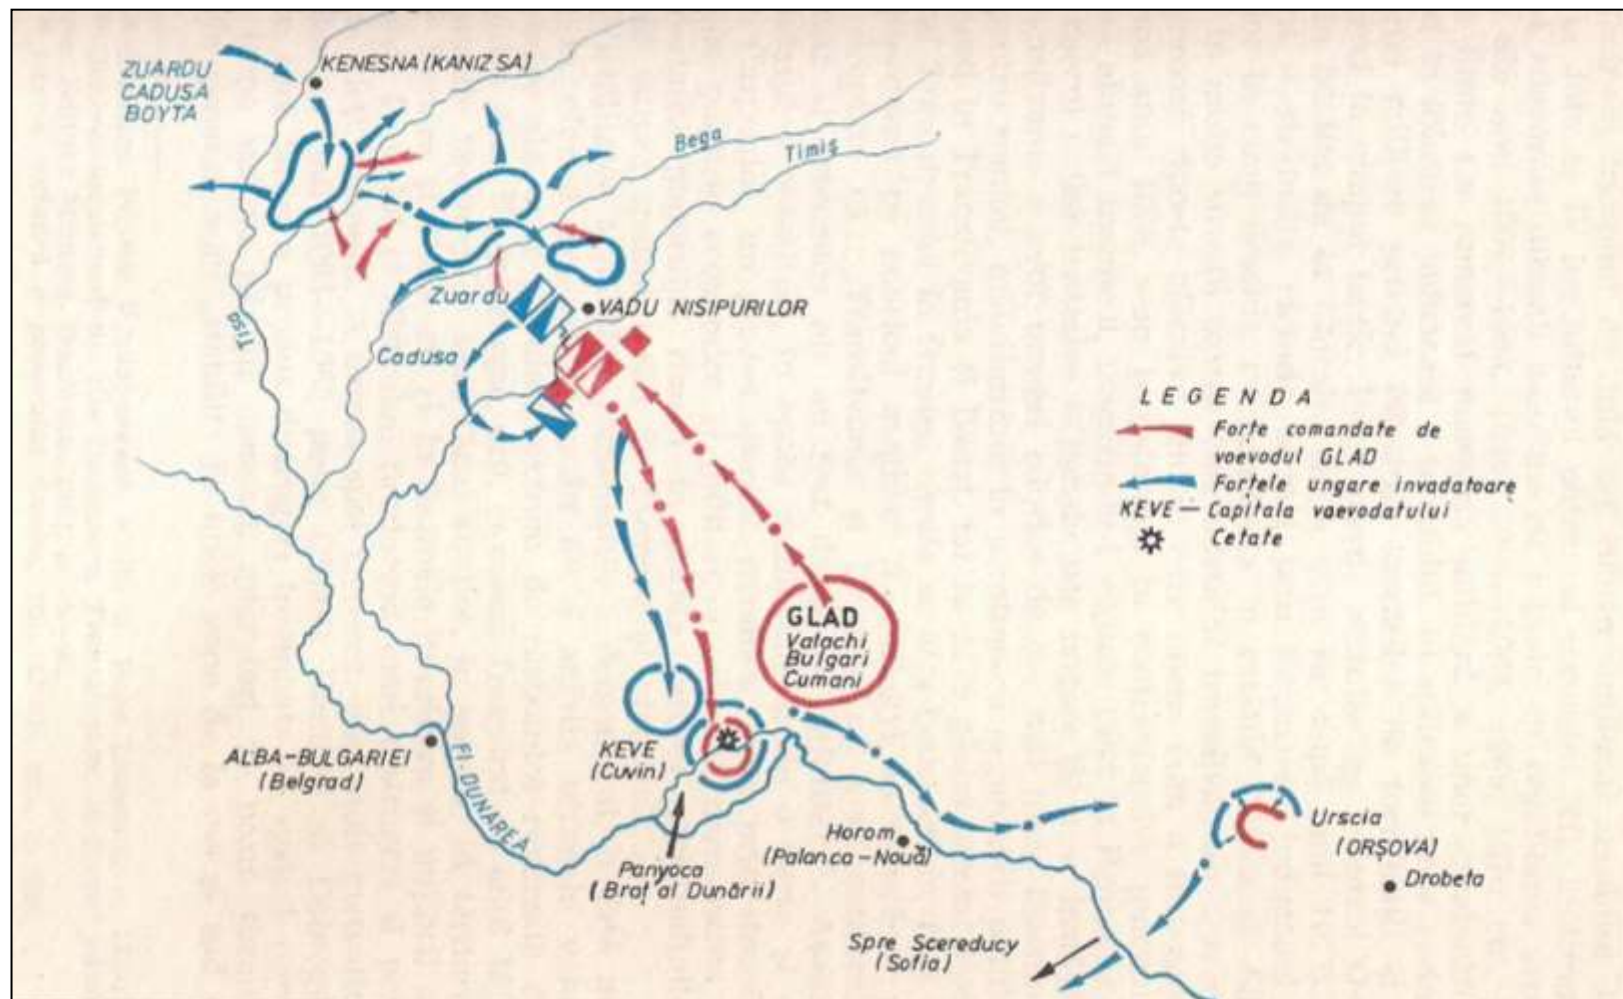 ZUARDU
CADUSA
BOYTA
KENESNA (KANIZSA)
Bega
Timiș
Tisa
Zuardu
VADU NISIPURILOR
Cadusa
LEGENDA
Forțe comandate de
voevodul GLAD
Forțele ungare invadatoare
KEVE — Capitala voevodatului
Cetate
GLAD
Valachi
Bulgari
Cumani
ALBA-BULGARIEI
(Belgrad)
Fl. DUNAREA
KEVE
(Cuvin)
Panyoca
(Braț al Dunării)
Horom
(Palanca-Nouă)
Urscia
(ORȘOVA)
Drobeta
Spre Scereducy
(Sofia)